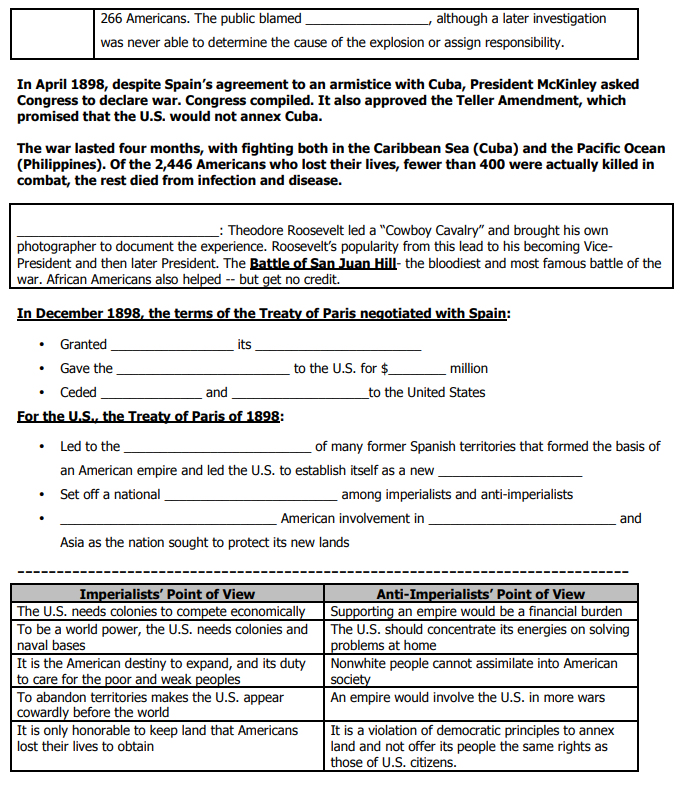 266 Americans. The public blamed __________________, although a later investigation
was never able to determine the cause of the explosion or assign responsibility.
In April 1898, despite Spain’s agreement to an armistice with Cuba, President McKinley asked
Congress to declare war. Congress compiled. It also approved the Teller Amendment, which
promised that the U.S. would not annex Cuba.
The war lasted four months, with fighting both in the Caribbean Sea (Cuba) and the Pacific Ocean
(Philippines). Of the 2,446 Americans who lost their lives, fewer than 400 were actually killed in
combat, the rest died from infection and disease.
_____________________________: Theodore Roosevelt led a “Cowboy Cavalry” and brought his own
photographer to document the experience. Roosevelt’s popularity from this lead to his becoming Vice-
President and then later President. The Battle of San Juan Hill- the bloodiest and most famous battle of the
war. African Americans also helped -- but get no credit.
In December 1898, the terms of the Treaty of Paris negotiated with Spain:
• Granted __________________ its ________________________
• Gave the _________________________ to the U.S. for $________ million
• Ceded ______________ and ____________________to the United States
For the U.S., the Treaty of Paris of 1898:
• Led to the ___________________________ of many former Spanish territories that formed the basis of
an American empire and led the U.S. to establish itself as a new _____________________
• Set off a national _________________________ among imperialists and anti-imperialists
• _______________________________ American involvement in ___________________________ and
Asia as the nation sought to protect its new lands
--------------------------------------------------------------------------------
Imperialists’ Point of View Anti-Imperialists’ Point of View
The U.S. needs colonies to compete economically Supporting an empire would be a financial burden
To be a world power, the U.S. needs colonies and The U.S. should concentrate its energies on solving
naval bases problems at home
It is the American destiny to expand, and its duty Nonwhite people cannot assimilate into American
to care for the poor and weak peoples society
To abandon territories makes the U.S. appear An empire would involve the U.S. in more wars
cowardly before the world
It is only honorable to keep land that Americans It is a violation of democratic principles to annex
lost their lives to obtain land and not offer its people the same rights as
those of U.S. citizens.